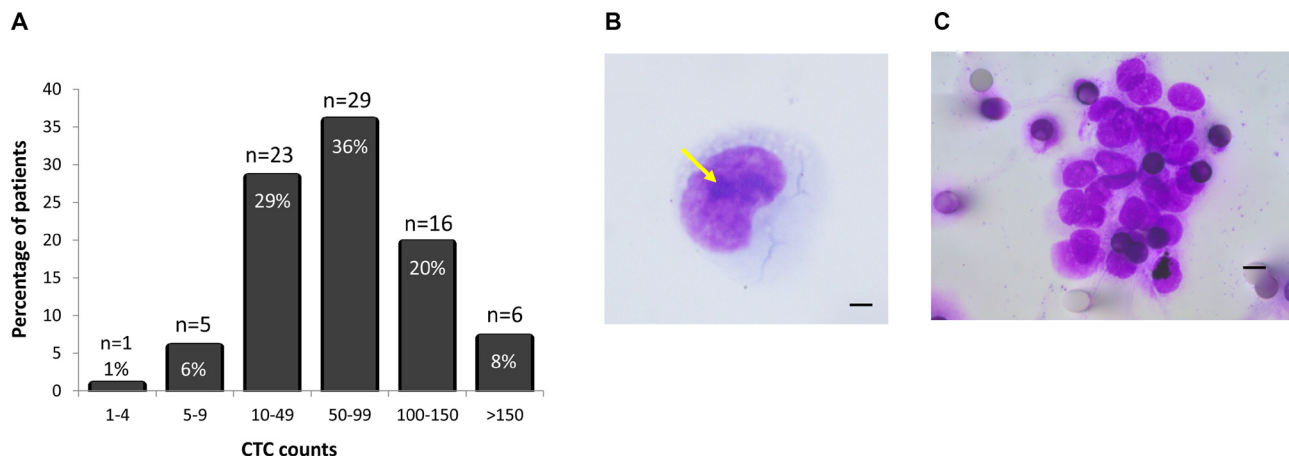 A
B
C
Percentage of patients
40
35
30
25
20
15
10
5
0
n=1
1%
n=5
6%
n=23
29%
n=29
36%
n=16
20%
n=6
8%
1-4
5-9
10-49
50-99
100-150
>150
CTC counts